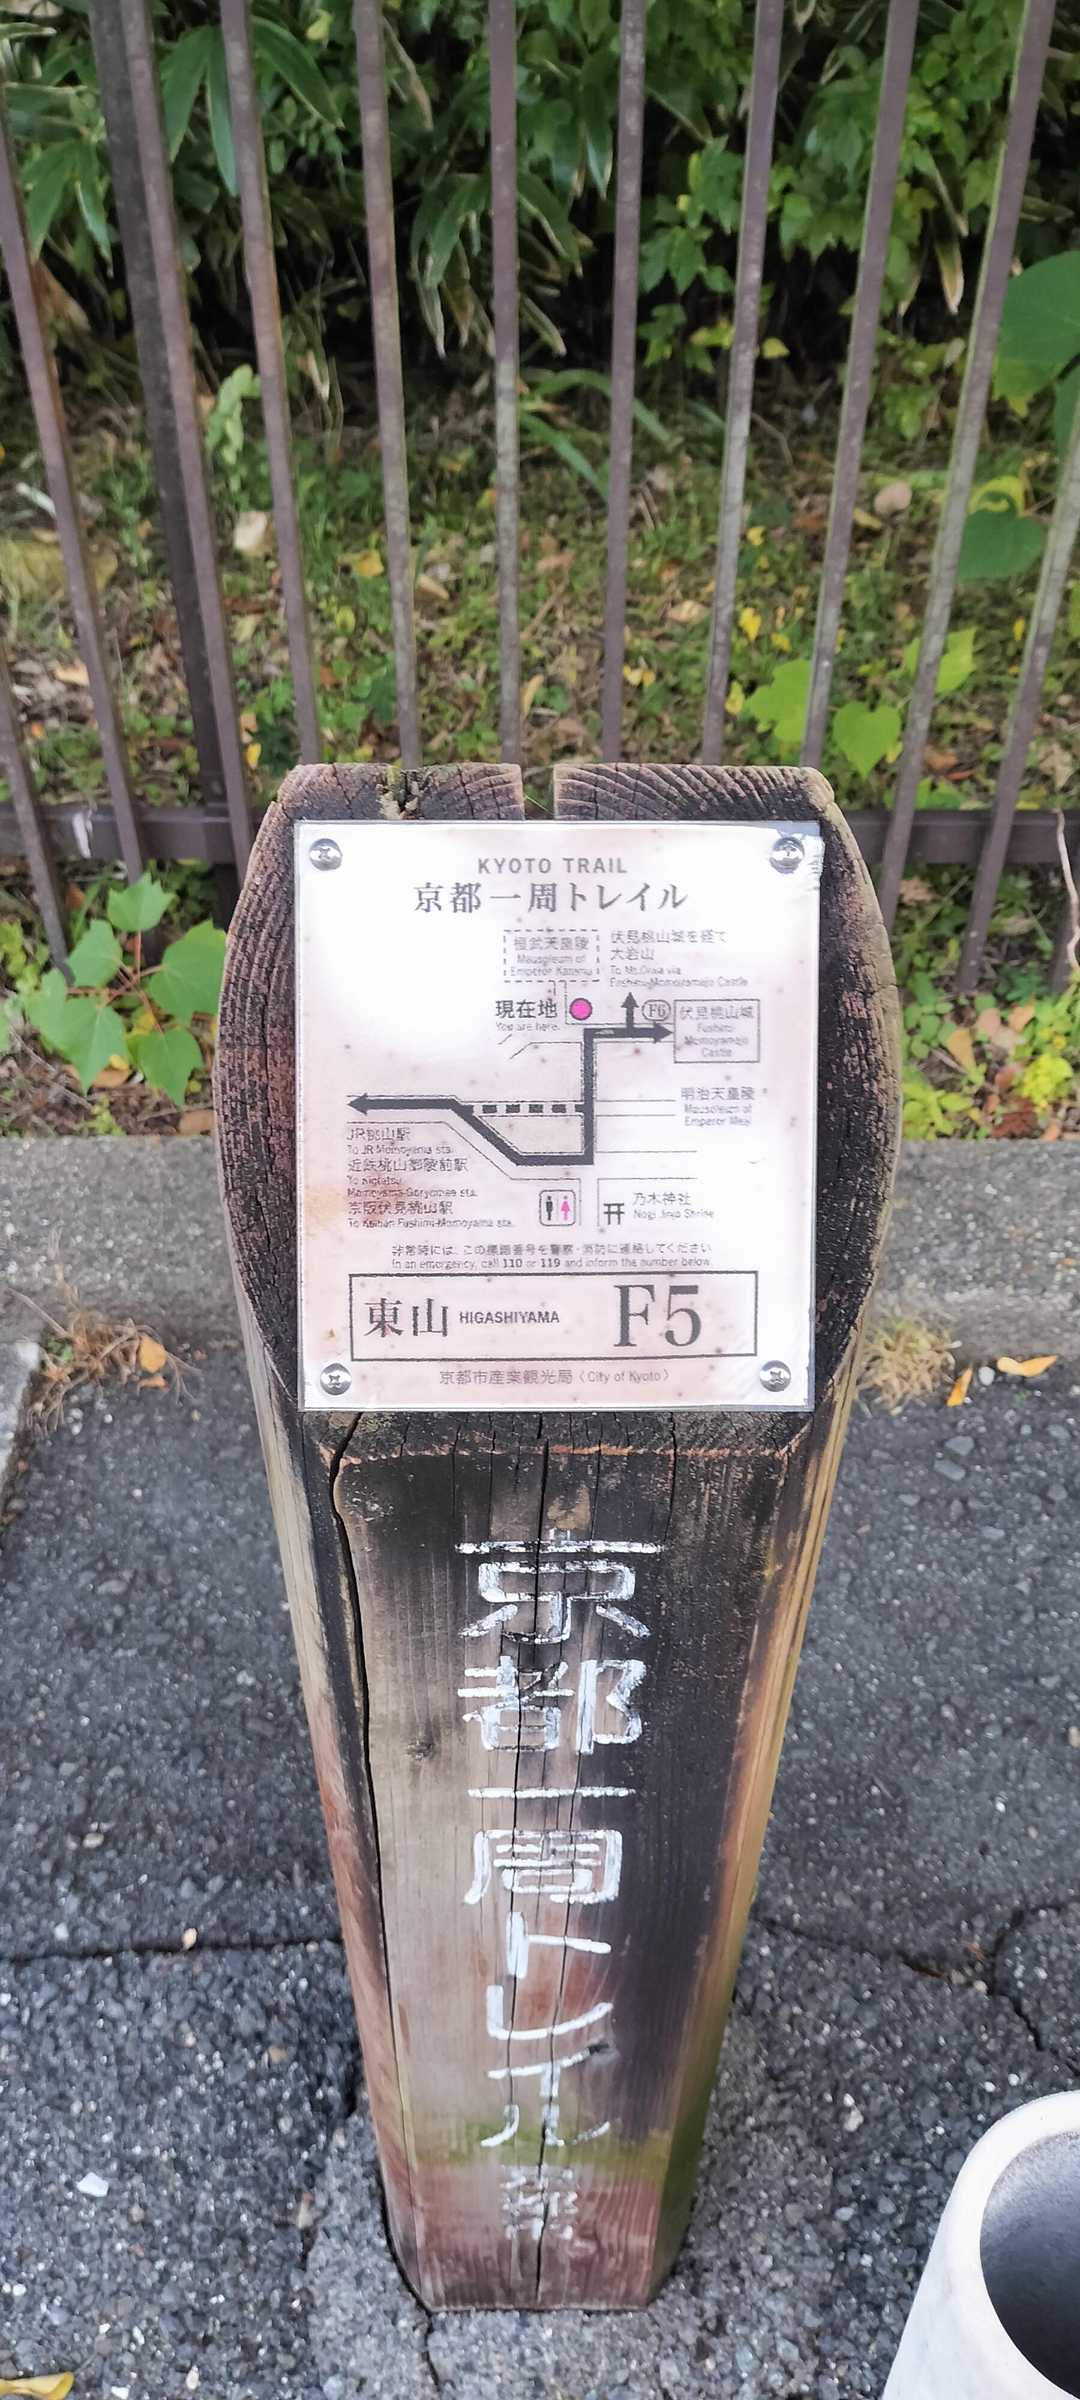 KYOTO TRAIL
京都一周トレイル
桓武天皇陵
Mausoleum of
Emperor Kanmu
伏見桃山城を経て
大岩山
To Mt.Oiwa via
Fushimi-Momoyamajo Castle
現在地
You are here.
F6
伏見桃山城
Fushimi-
Momoyamajo
Castle
明治天皇陵
Mausoleum of
Emperor Meiji
JR桃山駅
To JR Momoyama sta.
近鉄桃山御陵前駅
To Kintetsu
Momoyama-Goryomae sta.
京阪伏見桃山駅
To Keihan Fushimi-Momoyama sta.
乃木神社
Nogi Jinja Shrine
非常時には、この標識番号を警察・消防に連絡してください
In an emergency, call 110 or 119 and inform the number below
東山 HIGASHIYAMA F5
京都市産業観光局〈City of Kyoto〉
京都一周トレイル